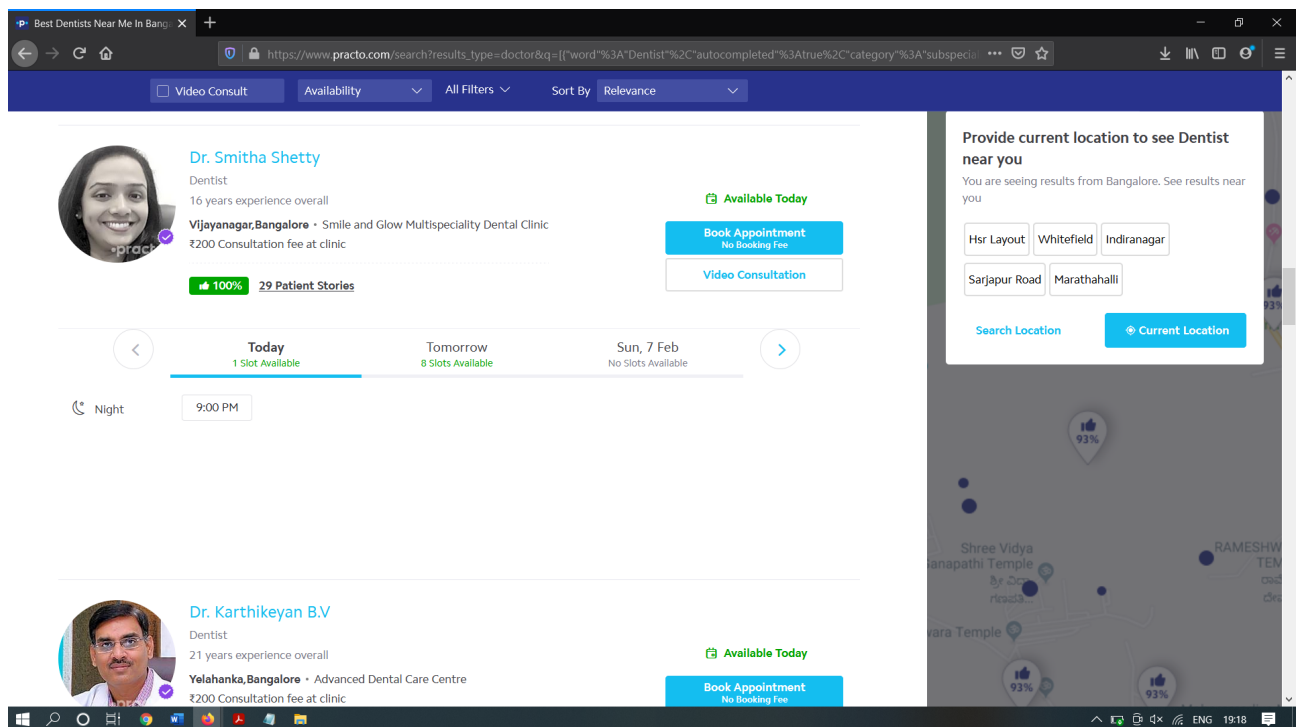 Best Dentists Near Me In Banga
https://www.practo.com/search?results_type=doctor&q=[{"word"%3A"Dentist"%2C"autocompleted"%3Atrue%2C"category"%3A"subspecia
Video Consult
Availability
All Filters
Sort By
Relevance
Dr. Smitha Shetty
Dentist
16 years experience overall
Vijayanagar,Bangalore • Smile and Glow Multispeciality Dental Clinic
₹200 Consultation fee at clinic
100% 29 Patient Stories
•pract
Available Today
Book Appointment
No Booking Fee
Video Consultation
Today
1 Slot Available
Tomorrow
8 Slots Available
Sun, 7 Feb
No Slots Available
Night
9:00 PM
Dr. Karthikeyan B.V
Dentist
21 years experience overall
Yelahanka,Bangalore • Advanced Dental Care Centre
₹200 Consultation fee at clinic
Available Today
Book Appointment
No Booking Fee
Provide current location to see Dentist
near you
You are seeing results from Bangalore. See results near
you
Hsr Layout
Whitefield
Indiranagar
Sarjapur Road
Marathahalli
Search Location
Current Location
93%
93%
Shree Vidya
Ganapathi Temple
RAMESHW
TEM
vara Temple
93%
93%
ENG 19:18